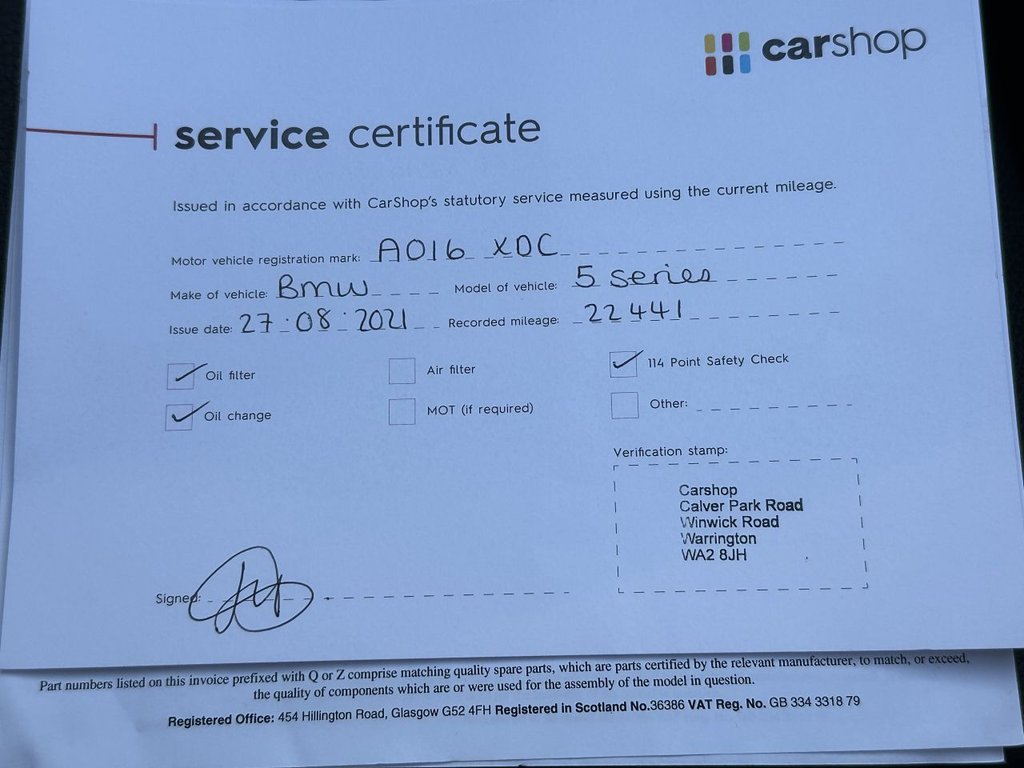 carshop
service certificate
Issued in accordance with CarShop's statutory service measured using the current mileage.
Motor vehicle registration mark: AO16 XDC
Make of vehicle: BMW Model of vehicle: 5 series
Issue date: 27.08.2021 Recorded mileage: 22441
Oil filter Air filter 114 Point Safety Check
Oil change MOT (if required) Other:
Verification stamp:
Carshop
Calver Park Road
Winwick Road
Warrington
WA2 8JH
Signed:
Part numbers listed on this invoice prefixed with Q or Z comprise matching quality spare parts, which are parts certified by the relevant manufacturer, to match, or exceed,
the quality of components which are or were used for the assembly of the model in question.
Registered Office: 454 Hillington Road, Glasgow G52 4FH Registered in Scotland No.36386 VAT Reg. No. GB 334 3318 79